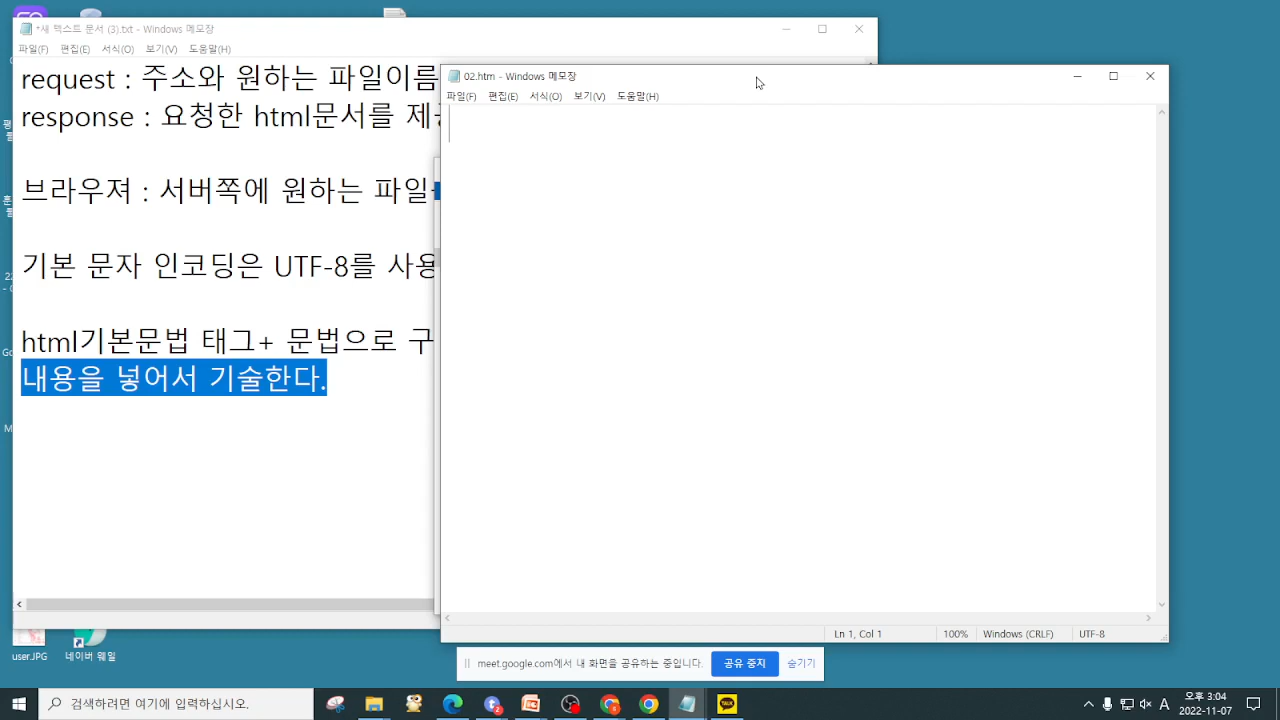 *새 텍스트 문서 (3).txt - Windows 메모장
파일(F) 편집(E) 서식(O) 보기(V) 도움말(H)
request : 주소와 원하는 파일이름
response : 요청한 html문서를
브라우져 : 서버쪽에 원하는 파일
기본 문자 인코딩은 UTF-8를 사용
html기본문법 태그+ 문법으로 구
내용을 넣어서 기술한다.
02.htm - Windows 메모장
파일(F) 편집(E) 서식(O) 보기(V) 도움말(H)
Ln 1, Col 1 100% Windows (CRLF) UTF-8
user.JPG
네이버 웨일
meet.google.com에서 내 화면을 공유하는 중입니다. 공유 중지 숨기기
검색하려면 여기에 입력하십시오.
TALK
A
오후 3:04
2022-11-07